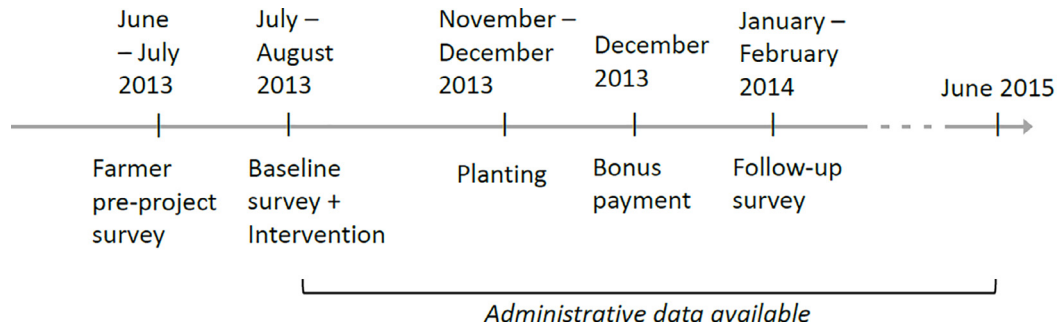 June
– July
2013
July –
August
2013
November –
December
2013
December
2013
January –
February
2014
June 2015
Farmer
pre-project
survey
Baseline
survey +
Intervention
Planting
Bonus
payment
Follow-up
survey
Administrative data available